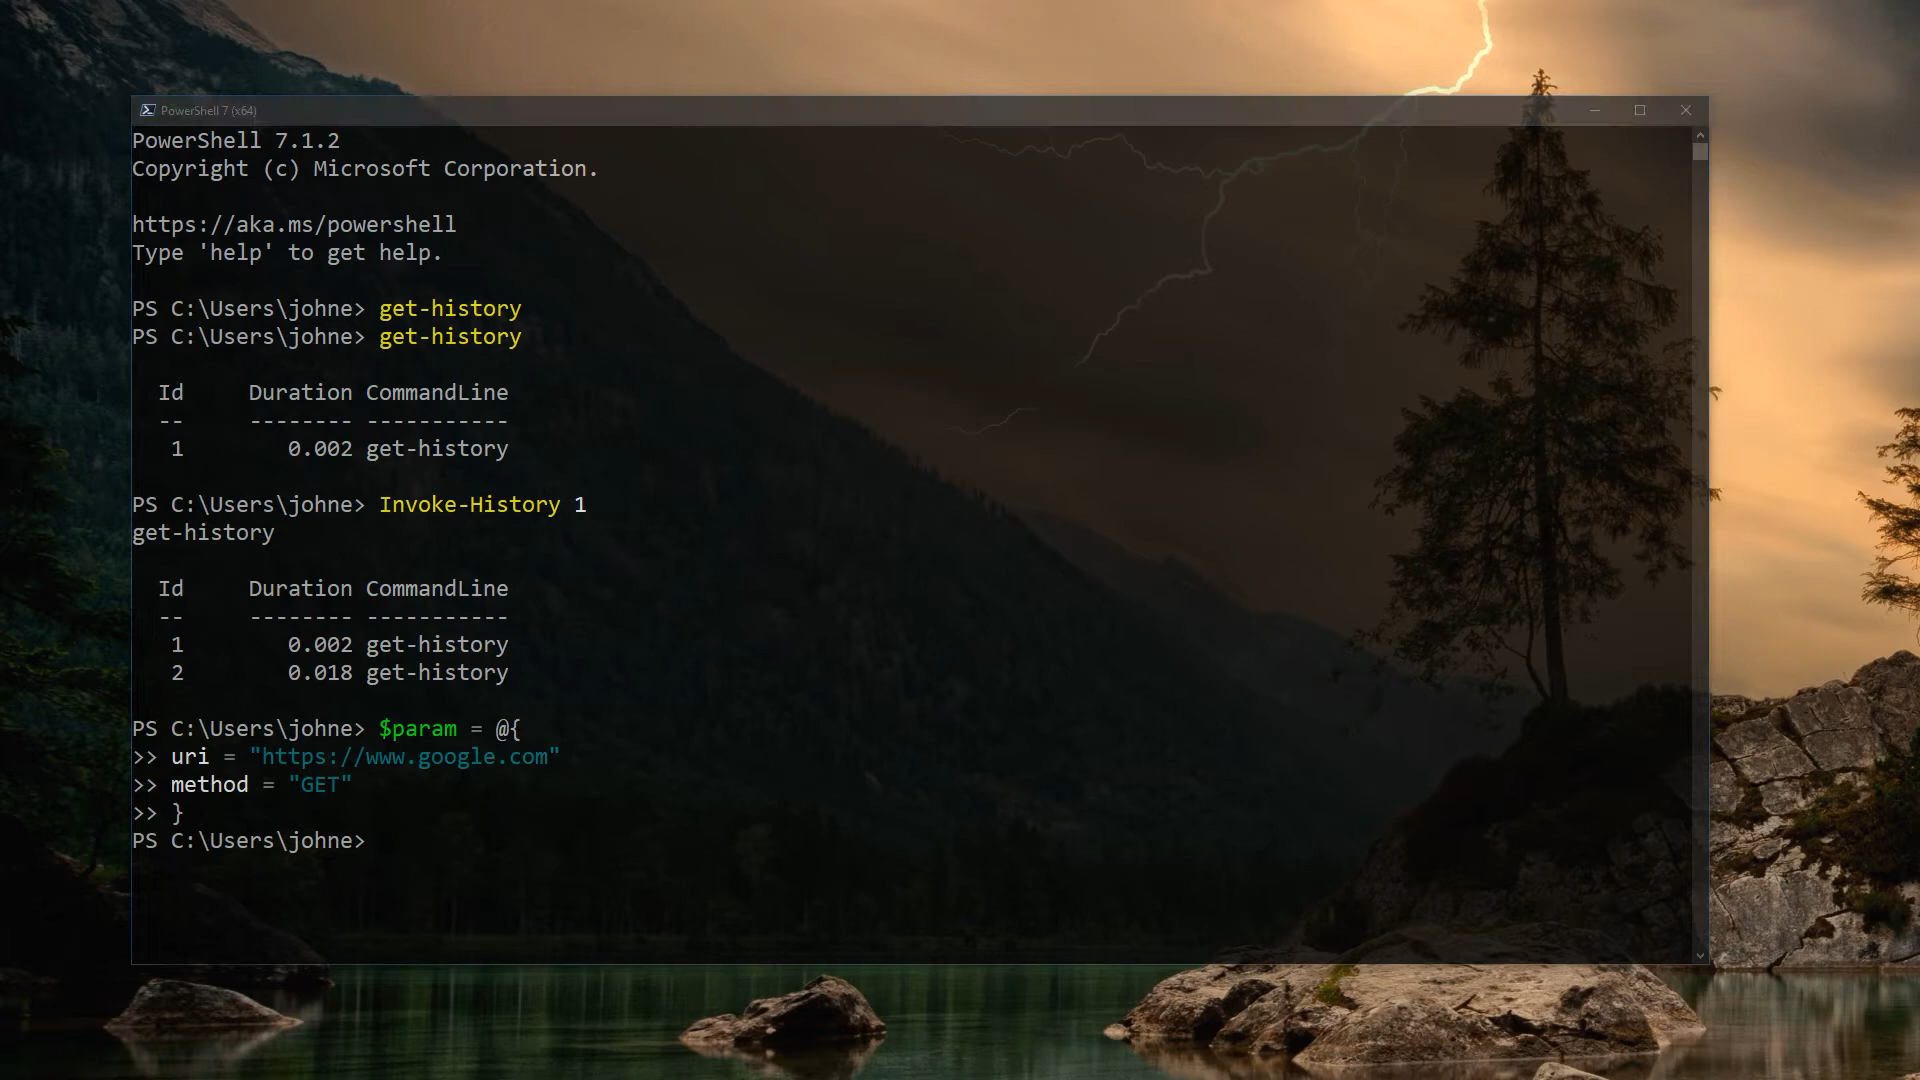 PowerShell 7 (x64)
PowerShell 7.1.2
Copyright (c) Microsoft Corporation.
https://aka.ms/powershell
Type 'help' to get help.
PS C:\Users\johne> get-history
PS C:\Users\johne> get-history
Id Duration CommandLine
-- -------- -----------
1 0.002 get-history
PS C:\Users\johne> Invoke-History 1
get-history
Id Duration CommandLine
-- -------- -----------
1 0.002 get-history
2 0.018 get-history
PS C:\Users\johne> $param = @{
>> uri = "https://www.google.com"
>> method = "GET"
>> }
PS C:\Users\johne>